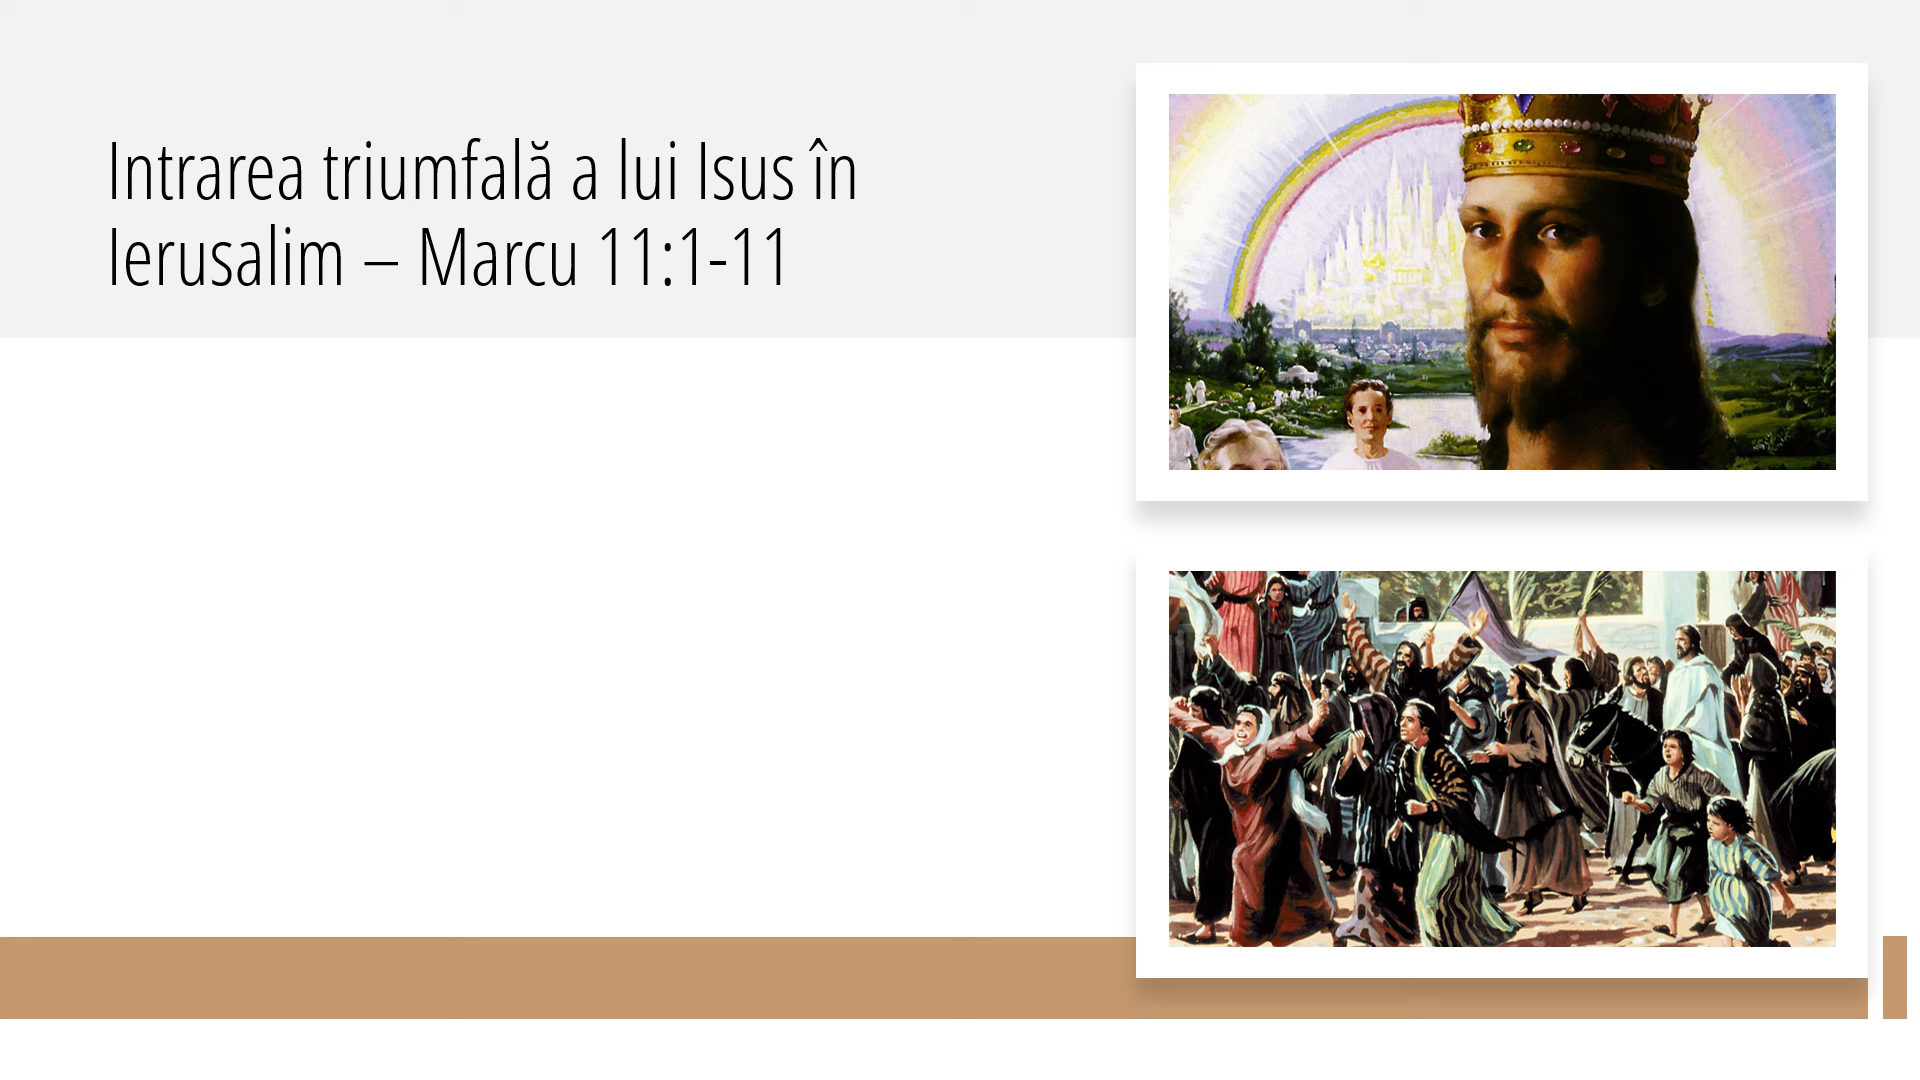 Intrarea triumfală a lui Isus în
Ierusalim – Marcu 11:1-11